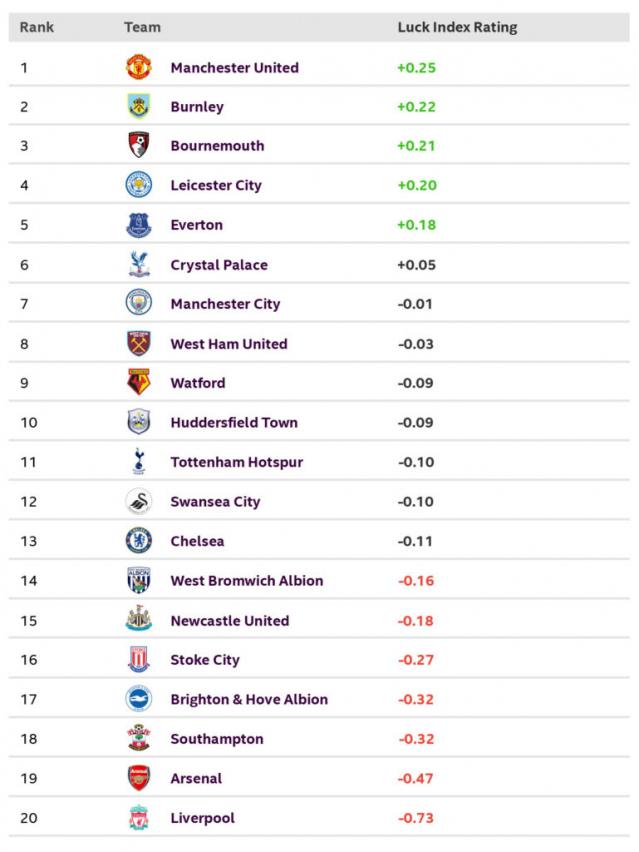 Rank Team Luck Index Rating
1 Manchester United +0.25
2 Burnley +0.22
3 Bournemouth +0.21
4 Leicester City +0.20
5 Everton +0.18
6 Crystal Palace +0.05
7 Manchester City -0.01
8 West Ham United -0.03
9 Watford -0.09
10 Huddersfield Town -0.09
11 Tottenham Hotspur -0.10
12 Swansea City -0.10
13 Chelsea -0.11
14 West Bromwich Albion -0.16
15 Newcastle United -0.18
16 Stoke City -0.27
17 Brighton & Hove Albion -0.32
18 Southampton -0.32
19 Arsenal -0.47
20 Liverpool -0.73